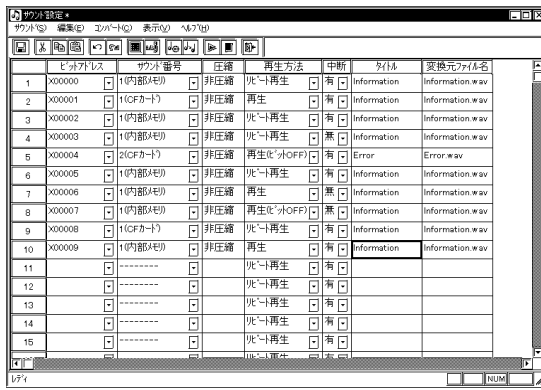 サウンド設定 *
サウンド(S) 編集(E) コンバート(C) 表示(V) ヘルプ(H)
ビットアドレス サウンド番号 圧縮 再生方法 中断 タイトル 変換元ファイル名
1 X00000 1(内部メモリ) 非圧縮 リピート再生 有 Information Information.wav
2 X00001 1(CFカード) 非圧縮 再生 有 Information Information.wav
3 X00002 1(内部メモリ) 非圧縮 リピート再生 有 Information Information.wav
4 X00003 1(内部メモリ) 非圧縮 リピート再生 無 Information Information.wav
5 X00004 2(CFカード) 非圧縮 再生(ビットOFF) 有 Error Error.wav
6 X00005 1(内部メモリ) 非圧縮 リピート再生 有 Information Information.wav
7 X00006 1(内部メモリ) 非圧縮 再生 無 Information Information.wav
8 X00007 1(内部メモリ) 非圧縮 再生(ビットOFF) 無 Information Information.wav
9 X00008 1(CFカード) 非圧縮 リピート再生 有 Information Information.wav
10 X00009 1(内部メモリ) 非圧縮 再生 有 Information Information.wav
11 -------- リピート再生 有
12 -------- リピート再生 有
13 -------- リピート再生 有
14 -------- リピート再生 有
15 -------- リピート再生 有
レディ NUM